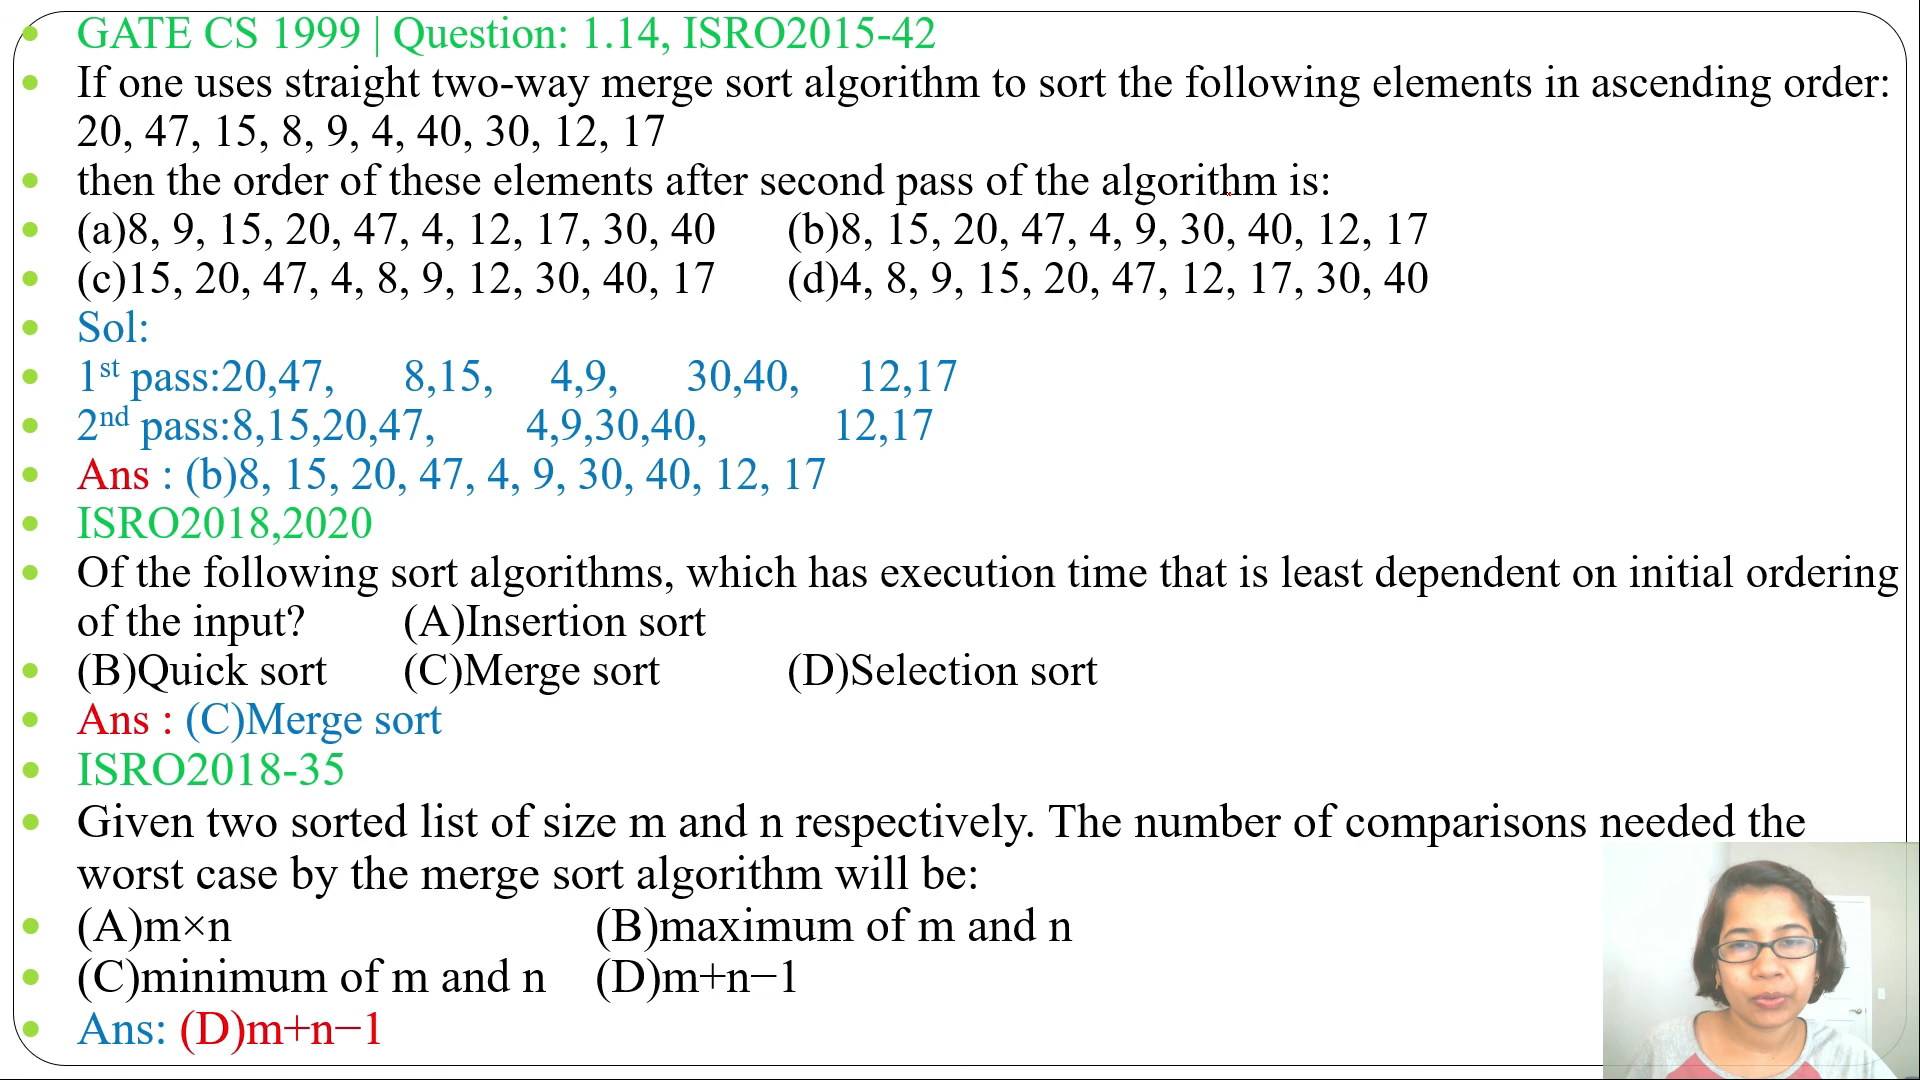 GATE CS 1999 | Question: 1.14, ISRO2015-42
If one uses straight two-way merge sort algorithm to sort the following elements in ascending order:
20, 47, 15, 8, 9, 4, 40, 30, 12, 17
then the order of these elements after second pass of the algorithm is:
(a)8, 9, 15, 20, 47, 4, 12, 17, 30, 40 (b)8, 15, 20, 47, 4, 9, 30, 40, 12, 17
(c)15, 20, 47, 4, 8, 9, 12, 30, 40, 17 (d)4, 8, 9, 15, 20, 47, 12, 17, 30, 40
Sol:
1st pass:20,47, 8,15, 4,9, 30,40, 12,17
2nd pass:8,15,20,47, 4,9,30,40, 12,17
Ans : (b)8, 15, 20, 47, 4, 9, 30, 40, 12, 17
ISRO2018,2020
Of the following sort algorithms, which has execution time that is least dependent on initial ordering
of the input? (A)Insertion sort
(B)Quick sort (C)Merge sort (D)Selection sort
Ans : (C)Merge sort
ISRO2018-35
Given two sorted list of size m and n respectively. The number of comparisons needed the
worst case by the merge sort algorithm will be:
(A)m×n (B)maximum of m and n
(C)minimum of m and n (D)m+n−1
Ans: (D)m+n−1